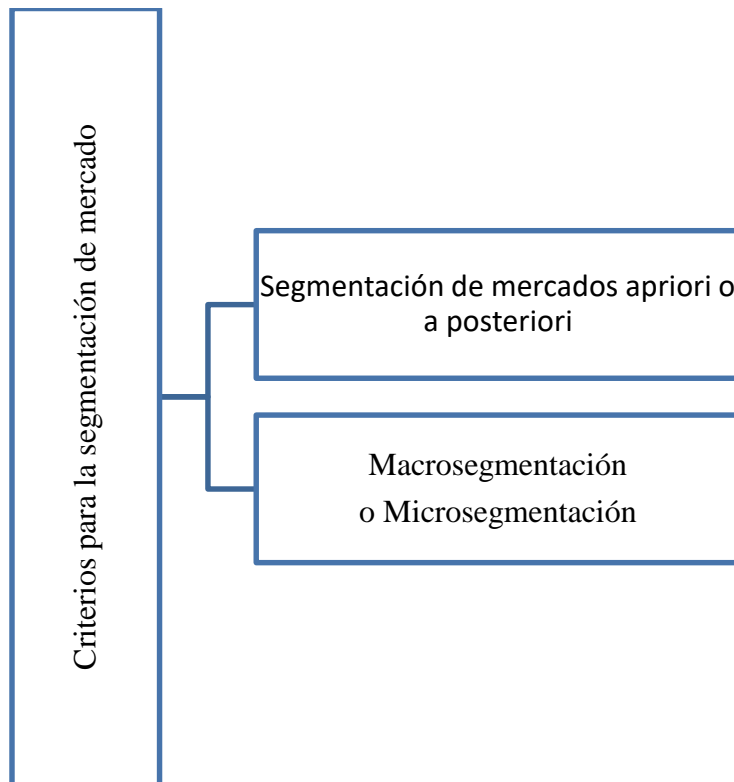 Criterios para la segmentación de mercado
Segmentación de mercados apriori o
a posteriori
Macrosegmentación
o Microsegmentación